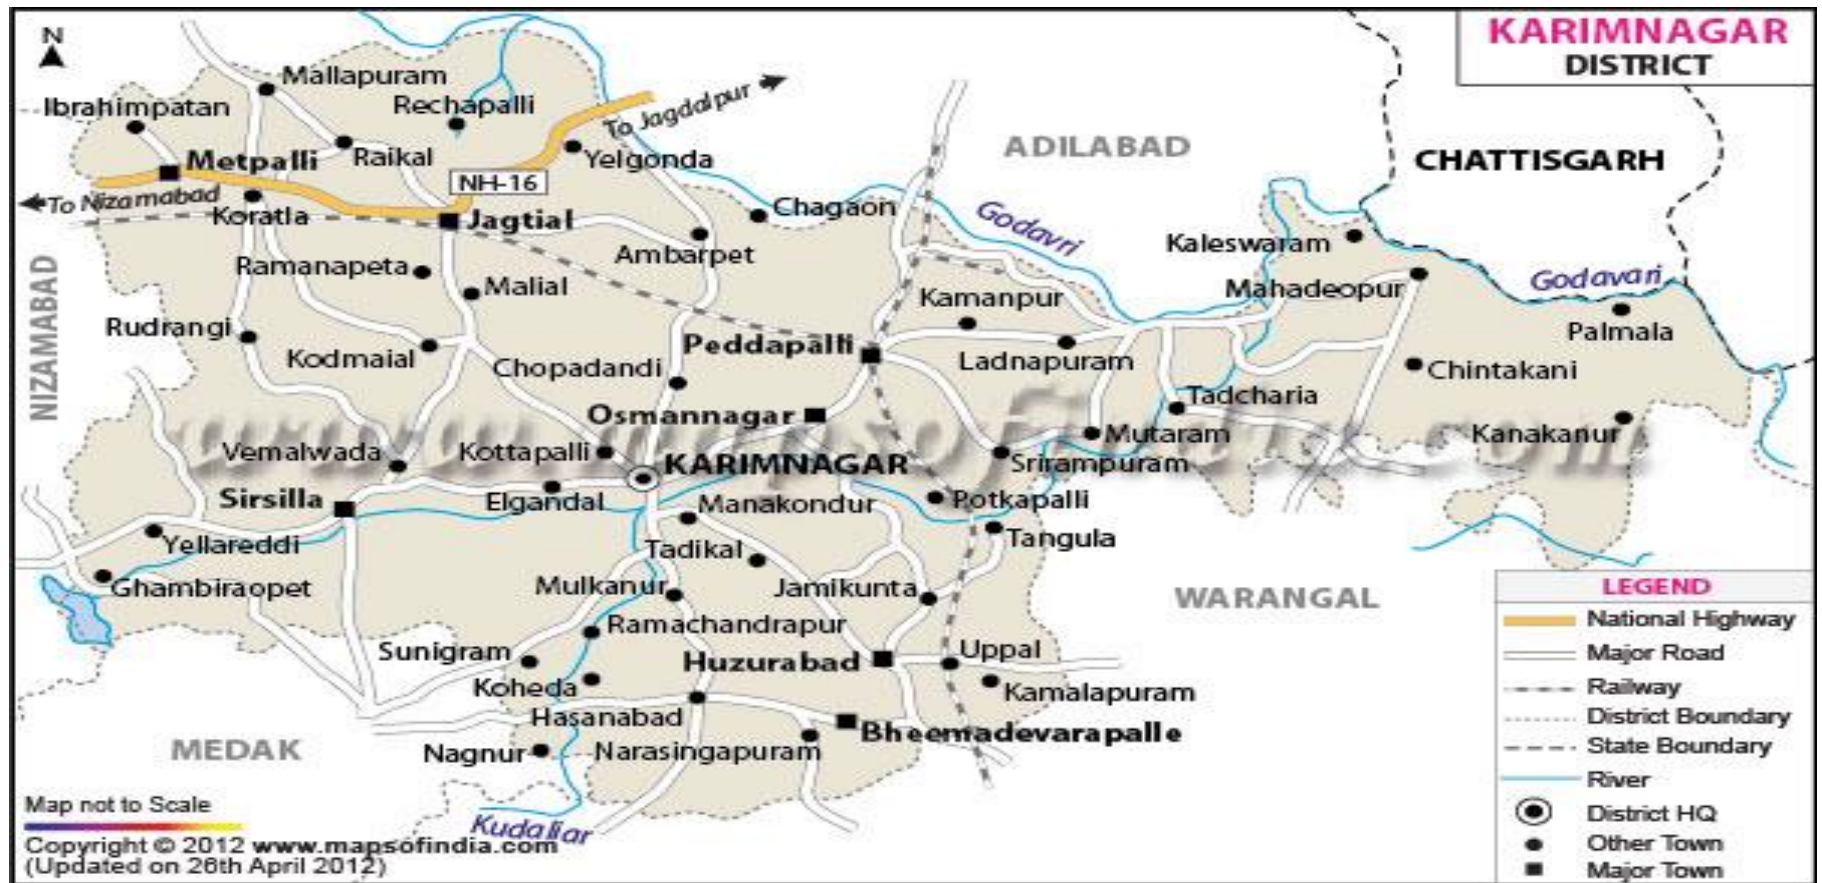 KARIMNAGAR
DISTRICT
N
Mallapuram
Ibrahimpatan
Rechapalli
To Jagdalpur
ADILABAD
CHATTISGARH
Metpalli
Raikal
Yelgonda
NH-16
To Nizamabad
Koratla
Jagtial
Chagaon
Godavri
Ambarpet
Kaleswaram
Ramanapeta
Malial
Kamanpur
Mahadeopur
Godavari
NIZAMABAD
Rudrangi
Kodmaial
Chopadandi
Peddapalli
Ladnapuram
Palmala
Chintakani
Osmannagar
Tadcharia
www.mapsofindia.com
Vemalwada
Kottapalli
KARIMNAGAR
Mutaram
Srirampuram
Kanakanur
Sirsilla
Elgandal
Manakondur
Potkapalli
Yellareddi
Tadikal
Tangula
Ghambiraopet
Mulkanur
Jamikunta
WARANGAL
Ramachandrapur
Sunigram
Huzurabad
Uppal
Koheda
Kamalapuram
Hasanabad
Bheemadevarapalle
MEDAK
Nagnur
Narasingapuram
Kudaliar
LEGEND
National Highway
Major Road
Railway
District Boundary
State Boundary
River
District HQ
Other Town
Major Town
Map not to Scale
Copyright © 2012 www.mapsofindia.com
(Updated on 26th April 2012)